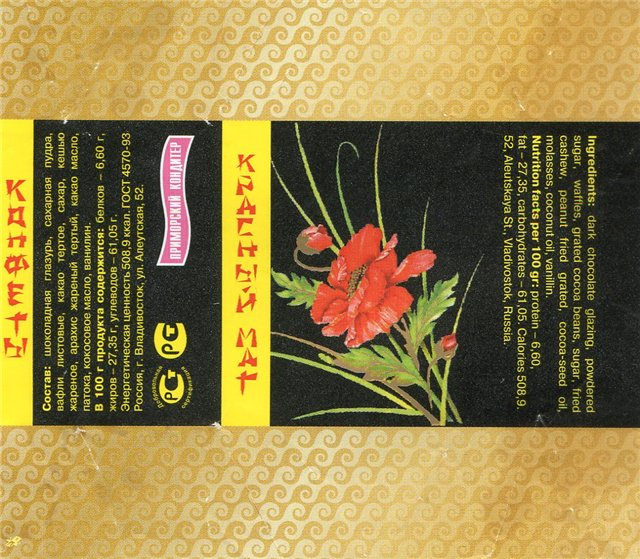 КОНФЕТЫ
Состав: шоколадная глазурь, сахарная пудра,
вафли листовые, какао тертое, сахар, кешью
жареное, арахис жареный тертый, какао масло,
патока, кокосовое масло, ванилин.
В 100 г продукта содержится: белков – 6,60 г,
жиров – 27,35 г, углеводов – 61,05 г.
Энергетическая ценность 508,9 ккал. ГОСТ 4570-93
Россия, г. Владивосток, ул. Алеутская, 52.
ПРИМОРСКИЙ КОНДИТЕР
Добровольная
сертификация
РСТ РСТ
КРАСНЫЙ МАК
Ingredients: dark chocolate glazing, powdered
sugar, waffles, grated cocoa beans, sugar, fried
cashew, peanut fried grated, cocoa-seed oil,
molasses, coconut oil, vanilin.
Nutrition facts per 100 gr: protein – 6,60,
fat – 27,35, carbohydrates – 61,05. Calories 508,9
52, Aleutskaya St., Vladivostok, Russia.